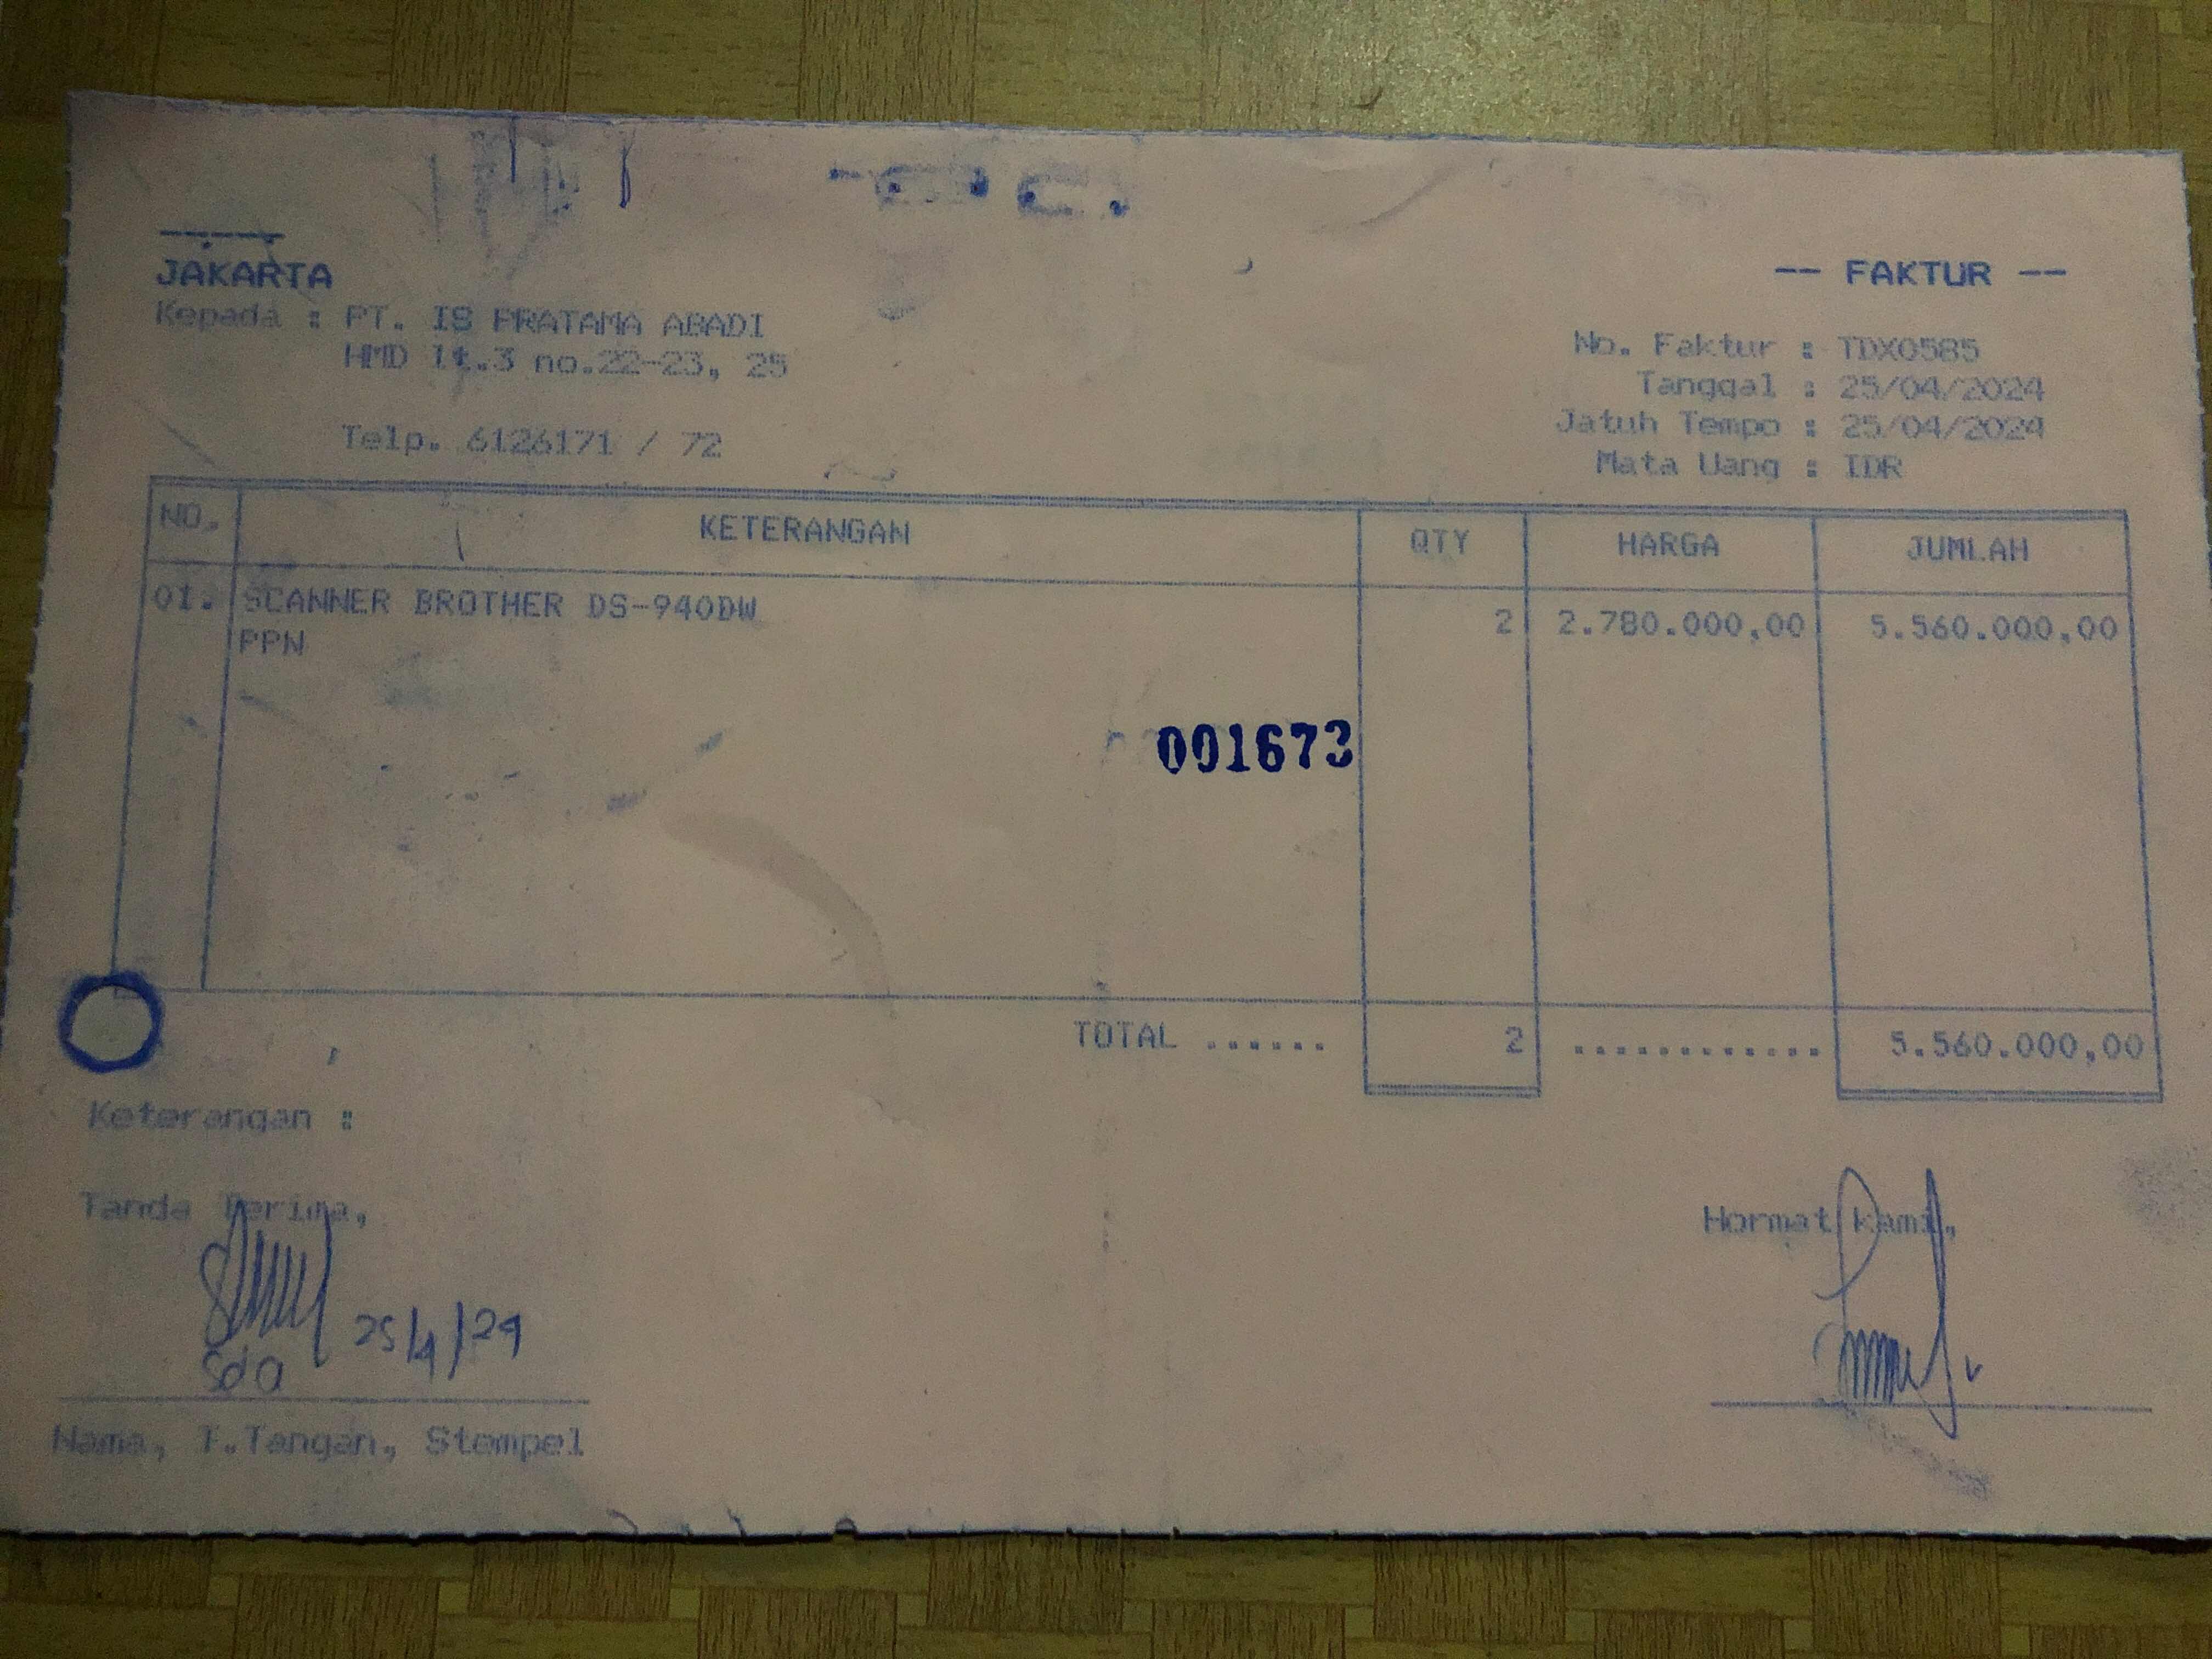 JAKARTA
-- FAKTUR --
Kepada : PT. IS PRATAMA ABADI
HMD lt.3 no.22-23, 25
Telp. 6126171 / 72
No. Faktur : TDX0585
Tanggal : 25/04/2024
Jatuh Tempo : 25/04/2024
Mata Uang : IDR
NO. KETERANGAN QTY HARGA JUMLAH
01. SCANNER BROTHER DS-940DW 2 2.780.000,00 5.560.000,00
PPN
001673
TOTAL ...... 2 ............ 5.560.000,00
Keterangan :
Tanda Terima, Hormat Kami,
25/4/24
Sda
Nama, T.Tangan, Stempel